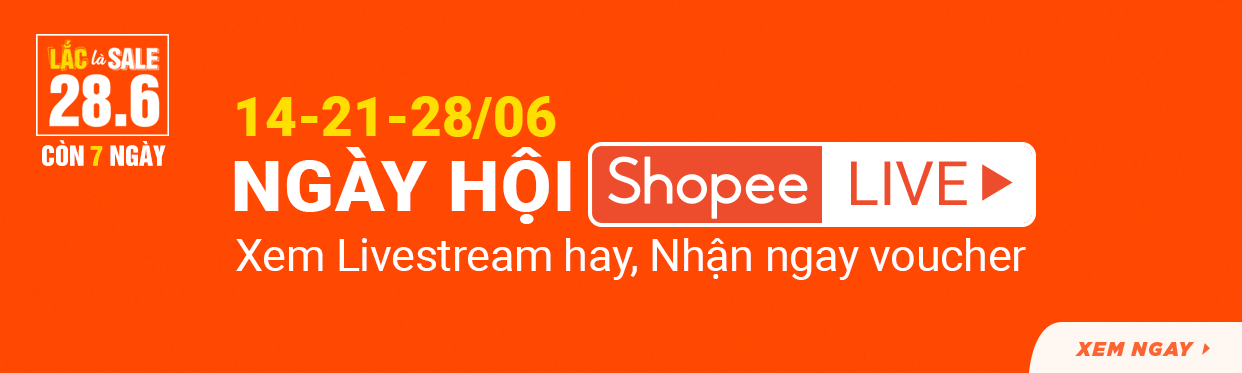 LẮC là SALE
28.6
CÒN 7 NGÀY
14-21-28/06
NGÀY HỘI Shopee LIVE
Xem Livestream hay, Nhận ngay voucher
XEM NGAY